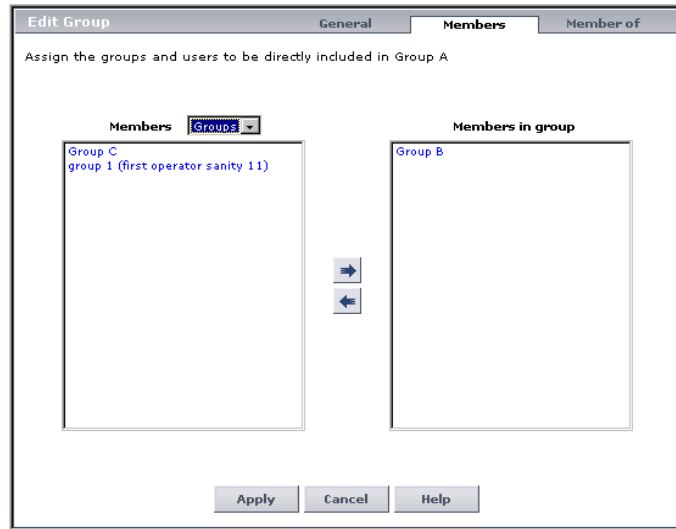 Edit Group General Members Member of
Assign the groups and users to be directly included in Group A
Members Groups Members in group
Group C Group B
group 1 (first operator sanity 11)
Apply Cancel Help